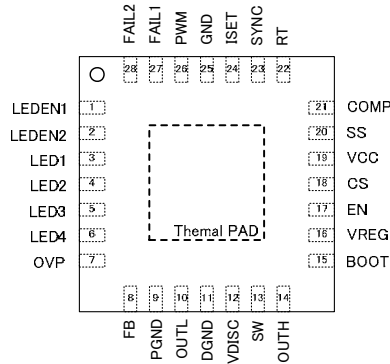 FAIL2 FAIL1 PWM GND ISET SYNC RT
28 27 26 25 24 23 22
LEDEN1 1 21 COMP
LEDEN2 2 20 SS
LED1 3 19 VCC
LED2 4 18 CS
LED3 5 17 EN
LED4 6 Themal PAD 16 VREG
OVP 7 15 BOOT
8 9 10 11 12 13 14
FB PGND OUTL DGND VDISC SW OUTH